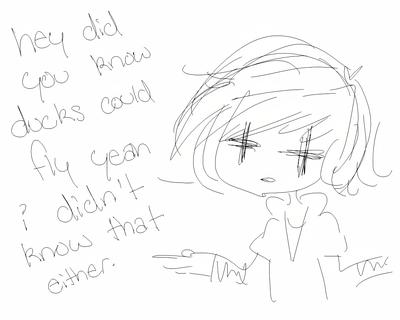 hey did
you know
ducks could
fly yeah
? didn't
know that
either.